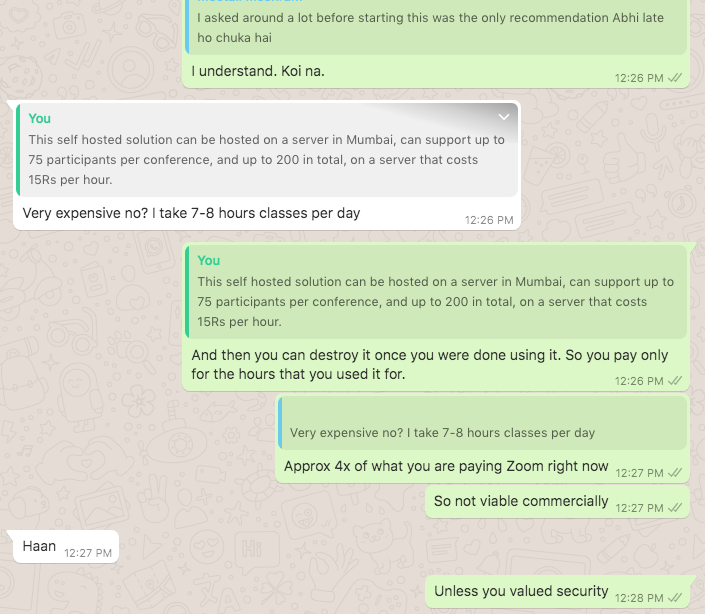 I asked around a lot before starting this was the only recommendation Abhi late
ho chuka hai
I understand. Koi na.
12:26 PM
You
This self hosted solution can be hosted on a server in Mumbai, can support up to
75 participants per conference, and up to 200 in total, on a server that costs
15Rs per hour.
Very expensive no? I take 7-8 hours classes per day
12:26 PM
You
This self hosted solution can be hosted on a server in Mumbai, can support up to
75 participants per conference, and up to 200 in total, on a server that costs
15Rs per hour.
And then you can destroy it once you were done using it. So you pay only
for the hours that you used it for.
12:26 PM
Very expensive no? I take 7-8 hours classes per day
Approx 4x of what you are paying Zoom right now 12:27 PM
So not viable commercially 12:27 PM
Haan 12:27 PM
Unless you valued security 12:28 PM